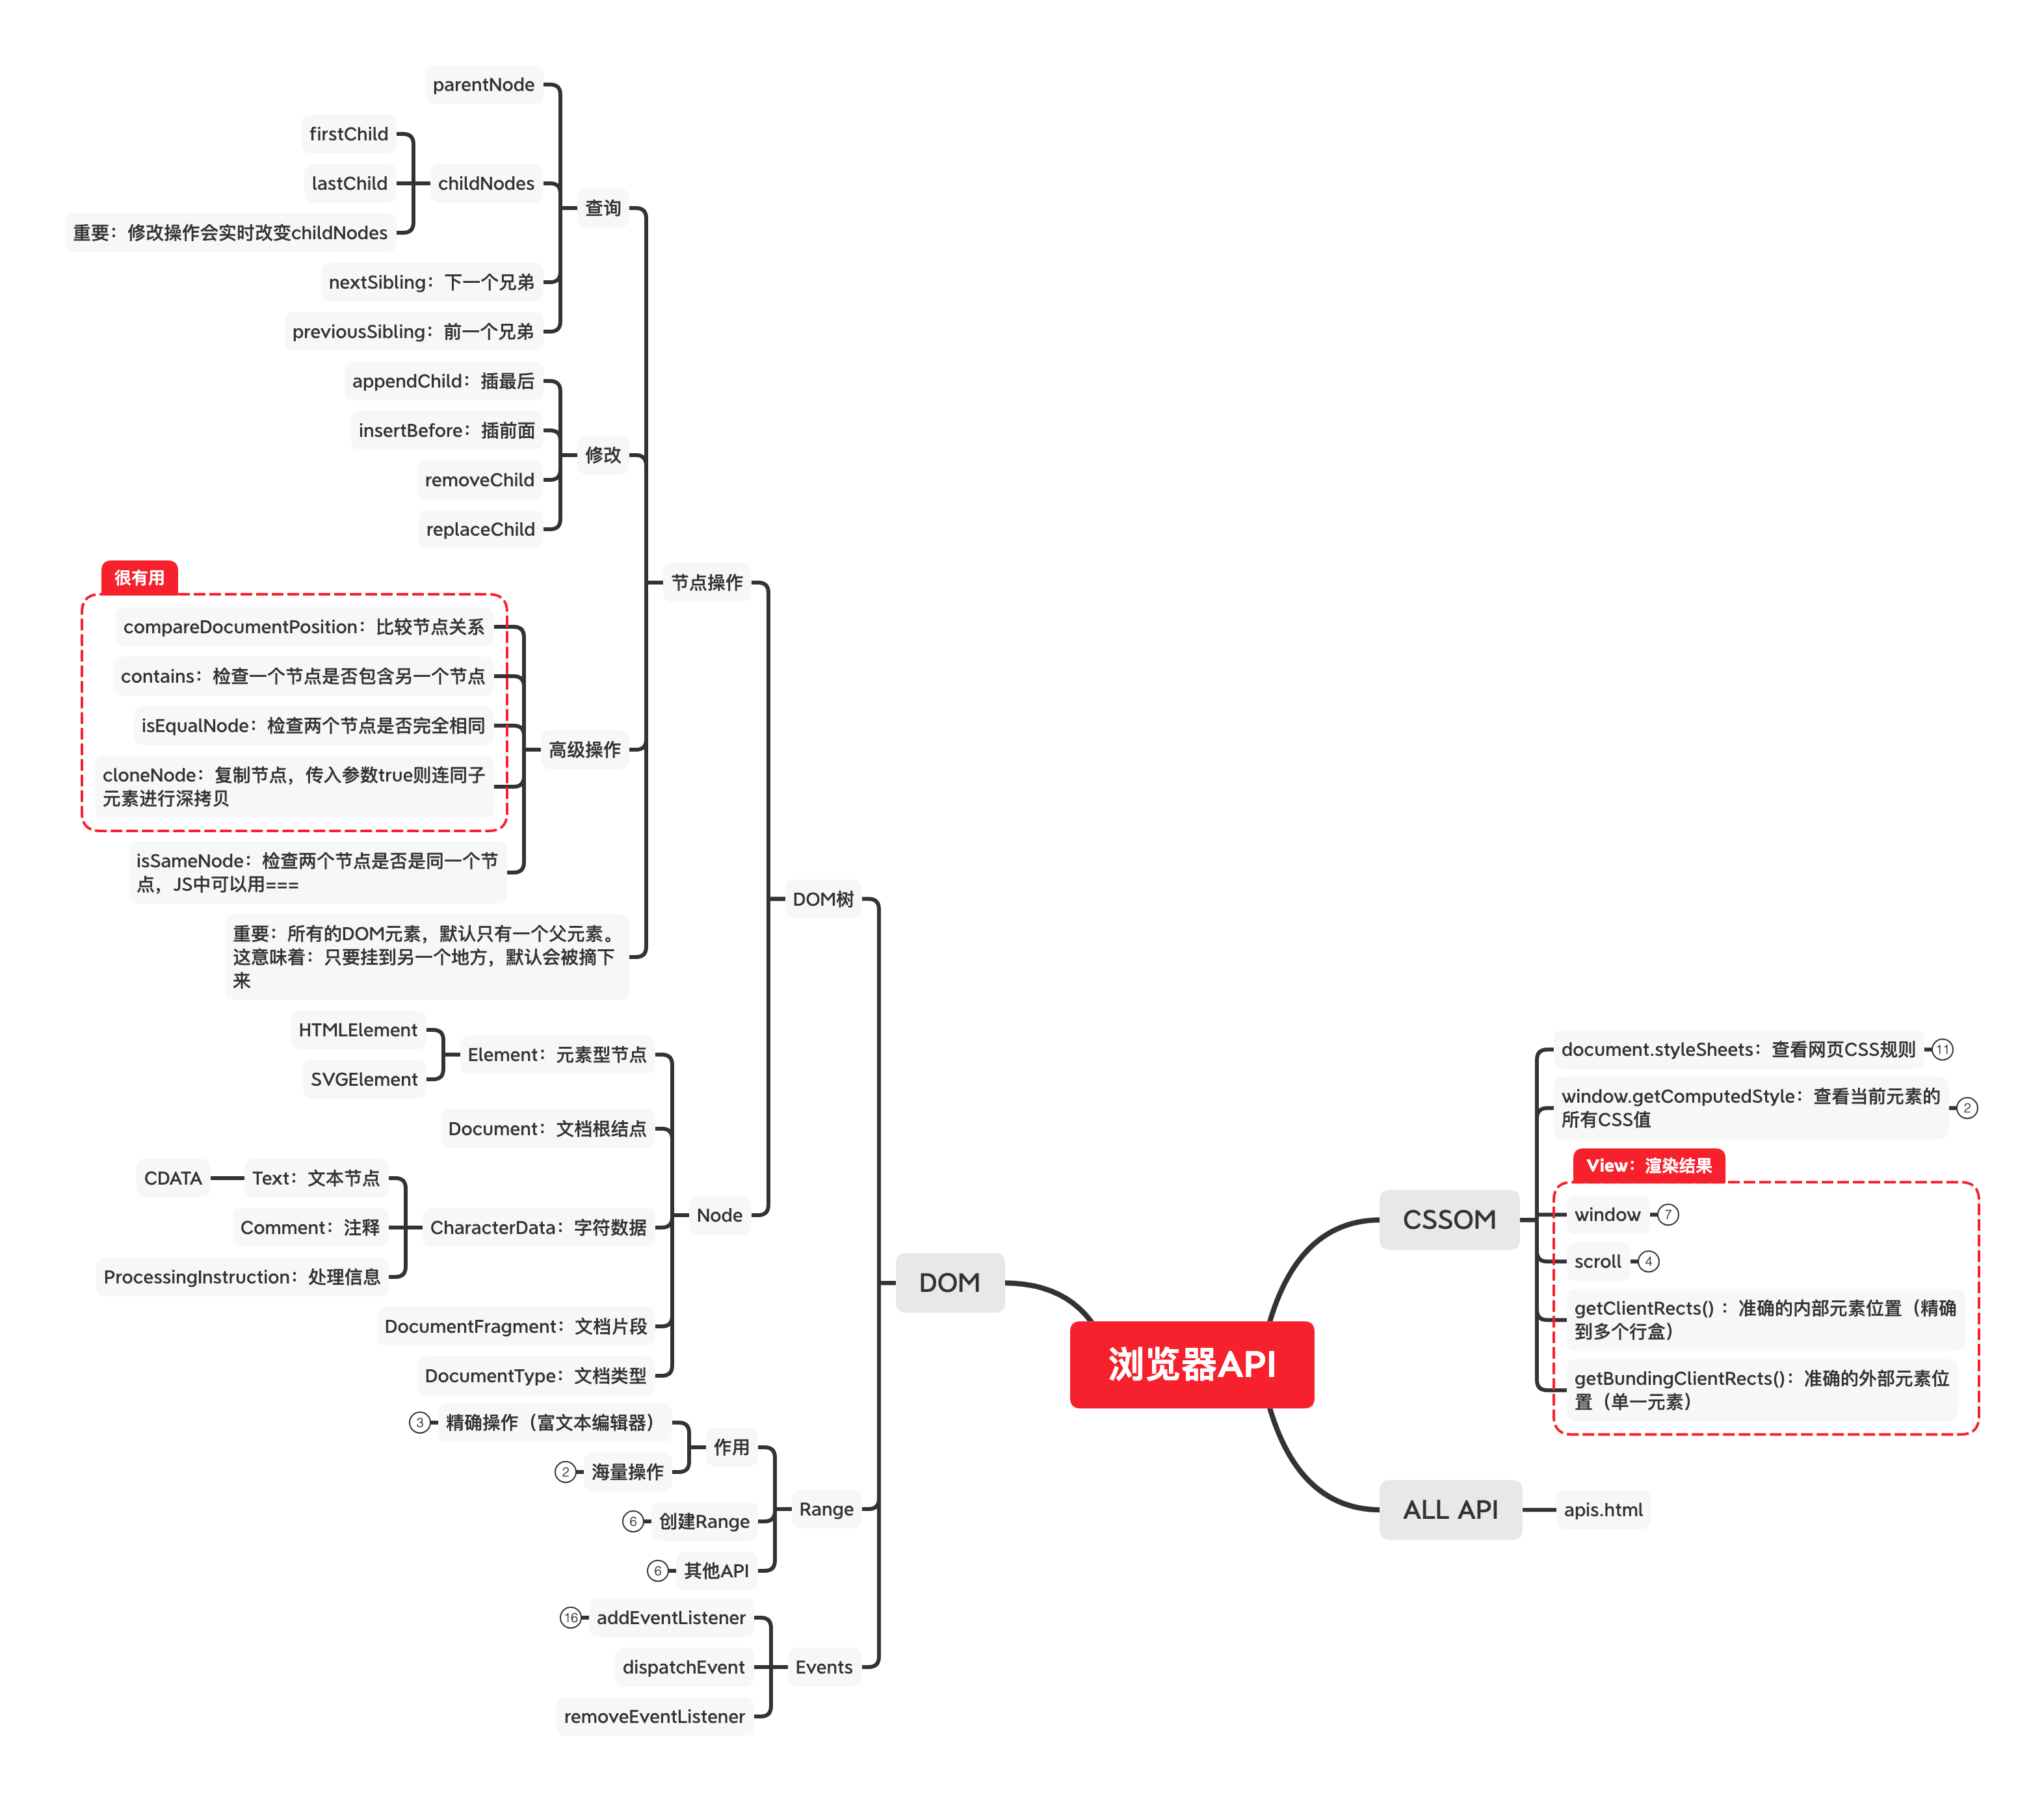 parentNode
firstChild
lastChild
重要：修改操作会实时改变childNodes
childNodes
nextSibling：下一个兄弟
previousSibling：前一个兄弟
查询
appendChild：插最后
insertBefore：插前面
removeChild
replaceChild
修改
很有用
compareDocumentPosition：比较节点关系
contains：检查一个节点是否包含另一个节点
isEqualNode：检查两个节点是否完全相同
cloneNode：复制节点，传入参数true则连同子
元素进行深拷贝
isSameNode：检查两个节点是否是同一个节
点，JS中可以用===
高级操作
重要：所有的DOM元素，默认只有一个父元素。
这意味着：只要挂到另一个地方，默认会被摘下
来
节点操作
HTMLElement
SVGElement
Element：元素型节点
Document：文档根结点
CDATA
Text：文本节点
Comment：注释
ProcessingInstruction：处理信息
CharacterData：字符数据
DocumentFragment：文档片段
DocumentType：文档类型
Node
DOM树
3
精确操作（富文本编辑器）
2
海量操作
作用
6
创建Range
6
其他API
Range
16
addEventListener
dispatchEvent
removeEventListener
Events
DOM
浏览器API
CSSOM
document.styleSheets：查看网页CSS规则
11
window.getComputedStyle：查看当前元素的
所有CSS值
2
View：渲染结果
window
7
scroll
4
getClientRects() ：准确的内部元素位置（精确
到多个行盒）
getBundingClientRects()：准确的外部元素位
置（单一元素）
ALL API
apis.html